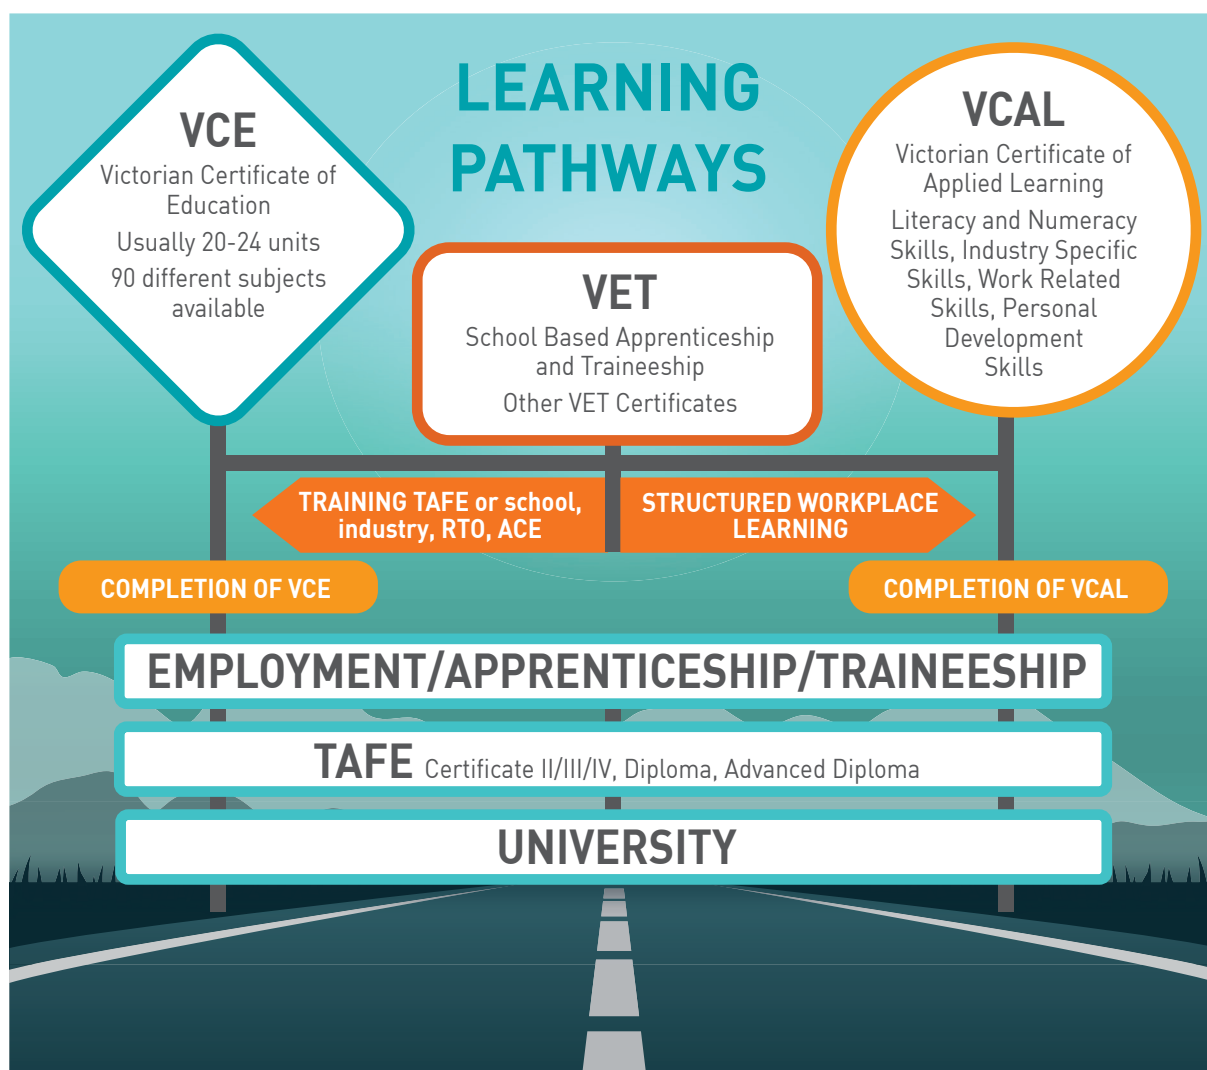 LEARNING
PATHWAYS
VCE
Victorian Certificate of
Education
Usually 20-24 units
90 different subjects
available
VET
School Based Apprenticeship
and Traineeship
Other VET Certificates
VCAL
Victorian Certificate of
Applied Learning
Literacy and Numeracy
Skills, Industry Specific
Skills, Work Related
Skills, Personal
Development
Skills
TRAINING TAFE or school,
industry, RTO, ACE
STRUCTURED WORKPLACE
LEARNING
COMPLETION OF VCE
COMPLETION OF VCAL
EMPLOYMENT/APPRENTICESHIP/TRAINEESHIP
TAFE Certificate II/III/IV, Diploma, Advanced Diploma
UNIVERSITY